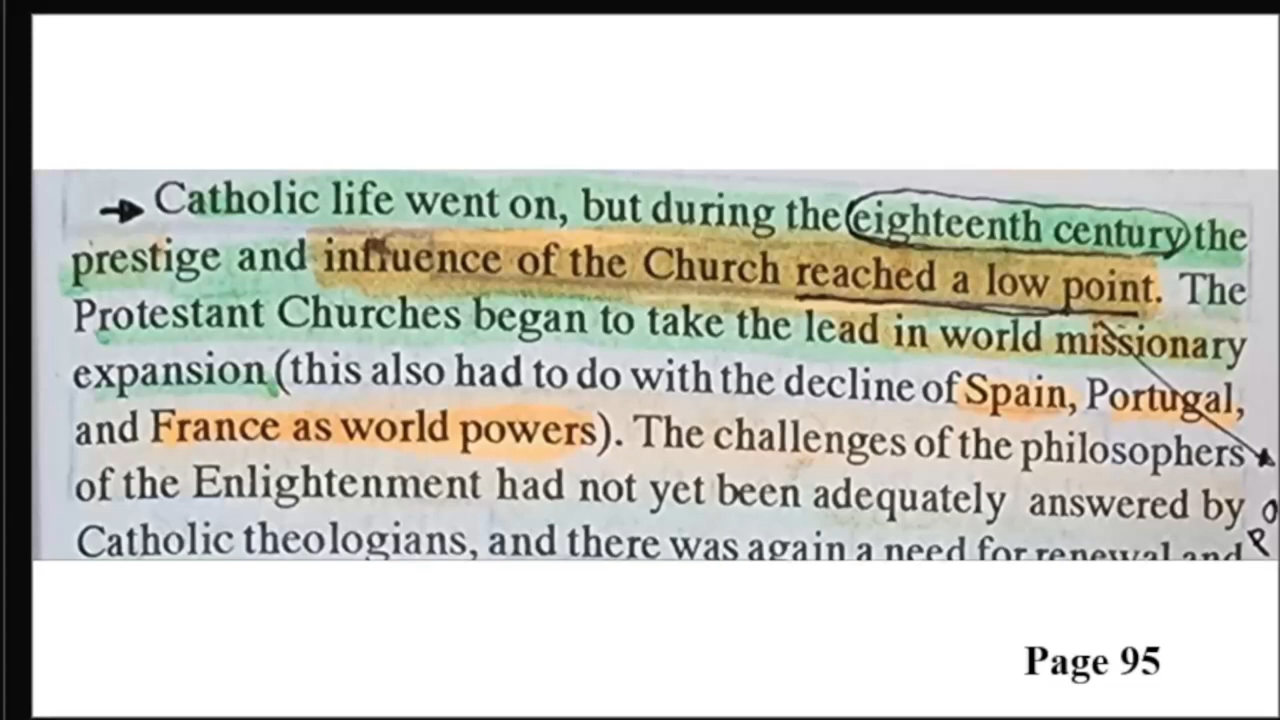 Catholic life went on, but during the eighteenth century the
prestige and influence of the Church reached a low point. The
Protestant Churches began to take the lead in world missionary
expansion (this also had to do with the decline of Spain, Portugal,
and France as world powers). The challenges of the philosophers
of the Enlightenment had not yet been adequately answered by
Catholic theologians, and there was again a need for renewal and
Page 95